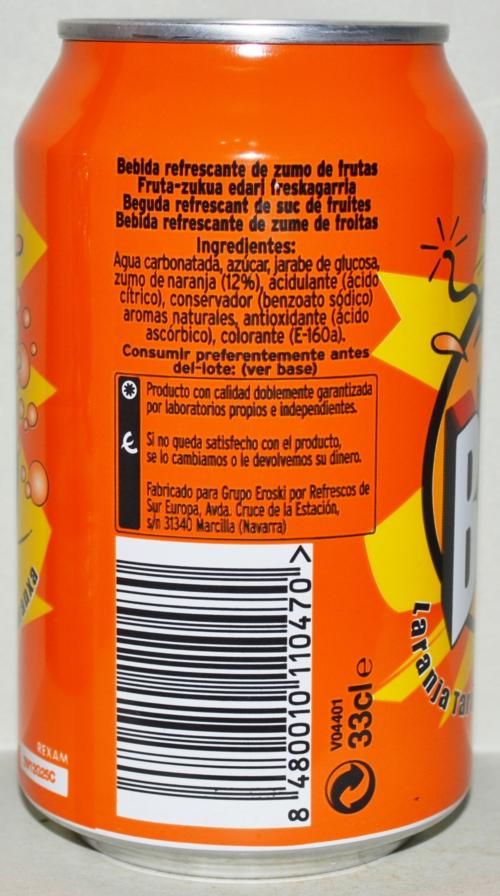 Bebida refrescante de zumo de frutas
Fruta-zukua edari freskagarria
Beguda refrescant de suc de fruites
Bebida refrescante de zume de froitas
Ingredientes:
Agua carbonatada, azúcar, jarabe de glucosa,
zumo de naranja (12%), acidulante (ácido
cítrico), conservador (benzoato sódico)
aromas naturales, antioxidante (ácido
ascórbico), colorante (E-160a).
Consumir preferentemente antes
del-lote: (ver base)
Producto con calidad doblemente garantizada
por laboratorios propios e independientes.
Si no queda satisfecho con el producto,
se lo cambiamos o le devolvemos su dinero.
Fabricado para Grupo Eroski por Refrescos de
Sur Europa, Avda. Cruce de la Estación,
s/n 31340 Marcilla (Navarra)
8 480010 110470 >
V04401
33cl e
Laranja
REXAM